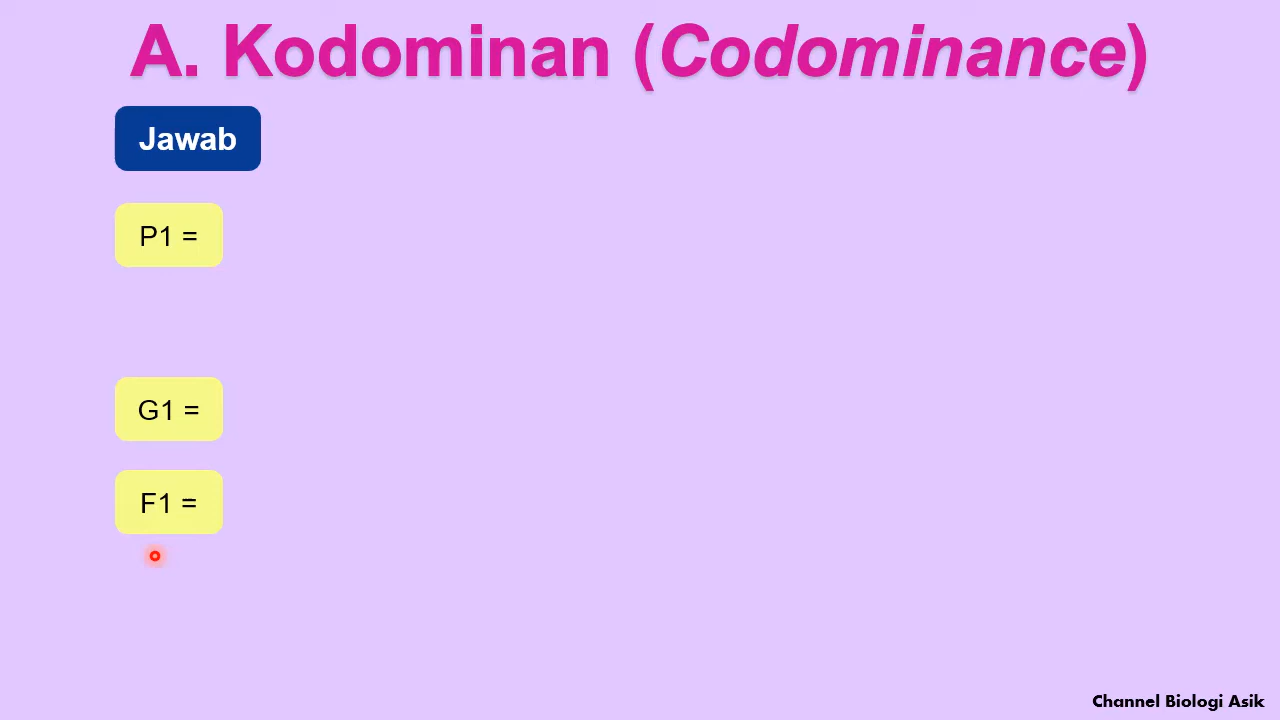 A. Kodominan (Codominance)
Jawab
P1 =
G1 =
F1 =
Channel Biologi Asik